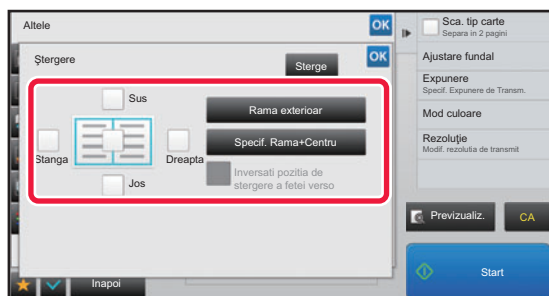 Altele
OK
Ştergere
Sterge
OK
Sus
Stanga
Dreapta
Jos
Rama exterioar
Specif. Rama+Centru
Inversati pozitia de
stergere a fetei verso
Inapoi
Sca. tip carte
Separa in 2 pagini
Ajustare fundal
Expunere
Specif. Expunere de Transm.
Mod culoare
Rezoluţie
Modif. rezolutia de transmit
Previzualiz.
CA
Start